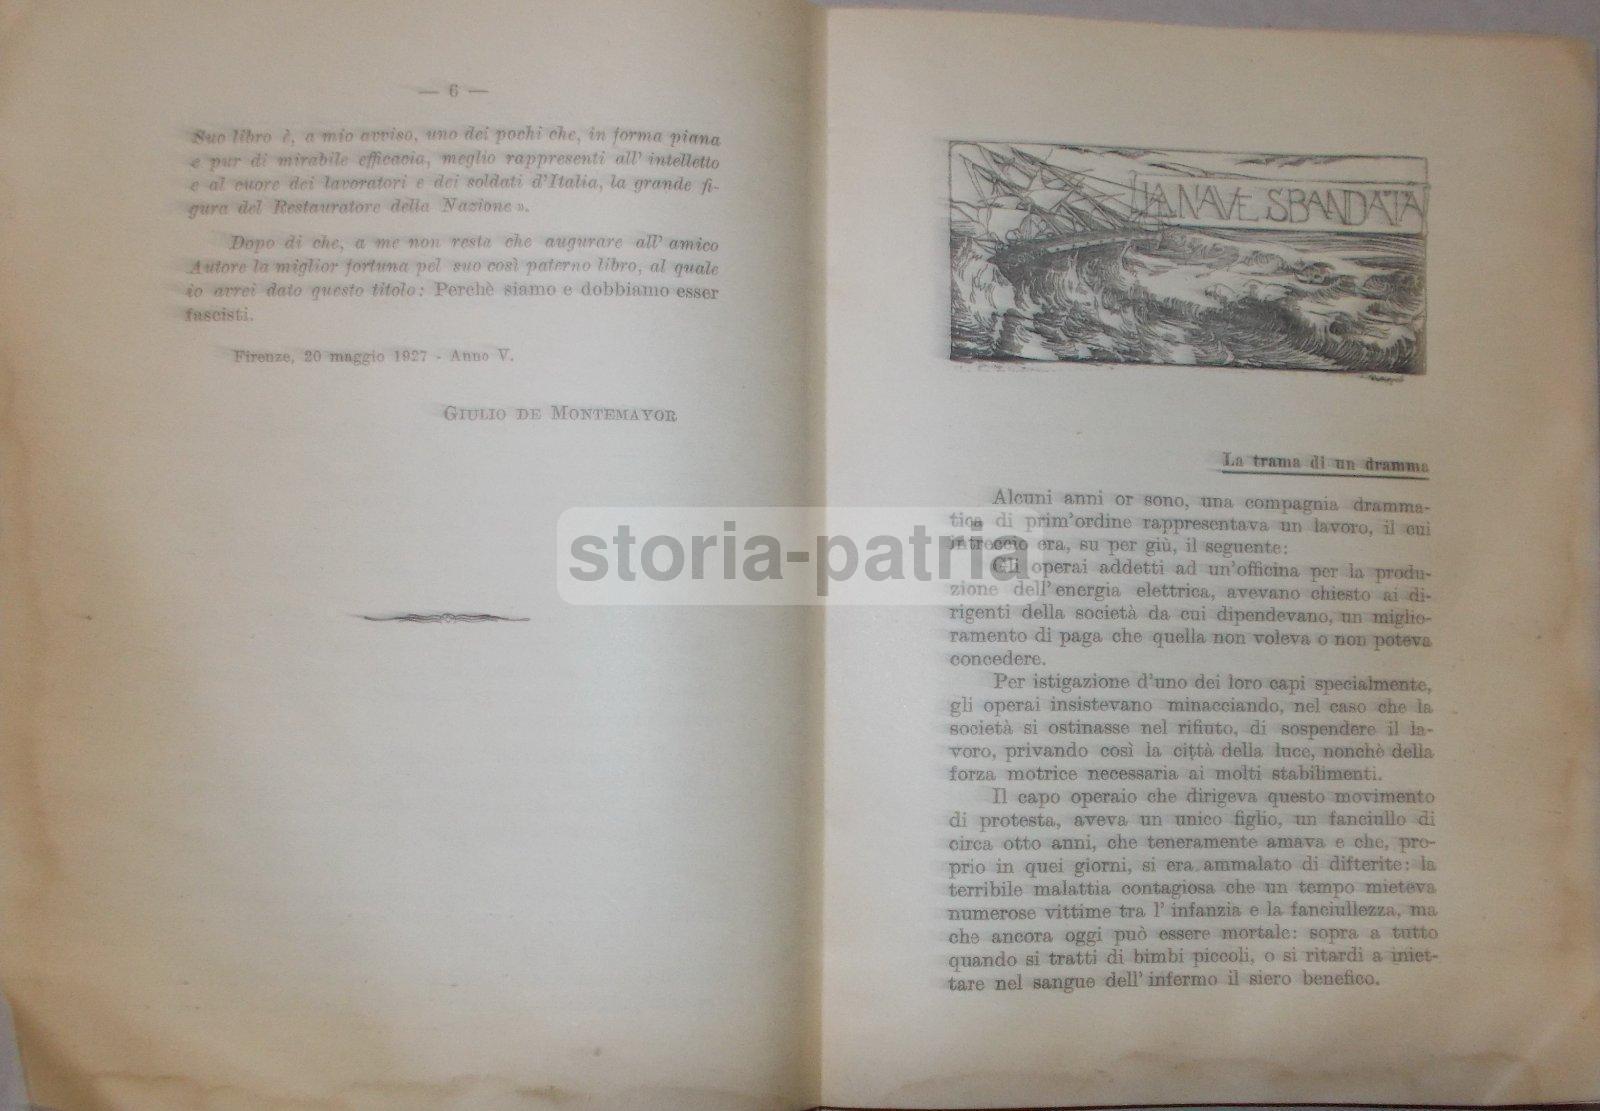 — 6 —
Suo libro è, a mio avviso, uno dei pochi che, in forma piana
e pur di mirabile efficacia, meglio rappresenti all' intelletto
e al cuore dei lavoratori e dei soldati d'Italia, la grande fi-
gura del Restauratore della Nazione ».
Dopo di che, a me non resta che augurare all' amico
Autore la miglior fortuna pel suo così paterno libro, al quale
io avrei dato questo titolo: Perchè siamo e dobbiamo esser
fascisti.
Firenze, 20 maggio 1927 - Anno V.
GIULIO DE MONTEMAYOR
LA NAVE SBANDATA
La trama di un dramma
Alcuni anni or sono, una compagnia dramma-
tica di prim'ordine rappresentava un lavoro, il cui
intreccio era, su per giù, il seguente:
Gli operai addetti ad un'officina per la produ-
zione dell' energia elettrica, avevano chiesto ai di-
rigenti della società da cui dipendevano, un miglio-
ramento di paga che quella non voleva o non poteva
concedere.
Per istigazione d'uno dei loro capi specialmente,
gli operai insistevano minacciando, nel caso che la
società si ostinasse nel rifiuto, di sospendere il la-
voro, privando così la città della luce, nonchè della
forza motrice necessaria ai molti stabilimenti.
Il capo operaio che dirigeva questo movimento
di protesta, aveva un unico figlio, un fanciullo di
circa otto anni, che teneramente amava e che, pro-
prio in quei giorni, si era ammalato di difterite: la
terribile malattia contagiosa che un tempo mieteva
numerose vittime tra l' infanzia e la fanciullezza, ma
che ancora oggi può essere mortale: sopra a tutto
quando si tratti di bimbi piccoli, o si ritardi a iniet-
tare nel sangue dell' infermo il siero benefico.
storia-patria